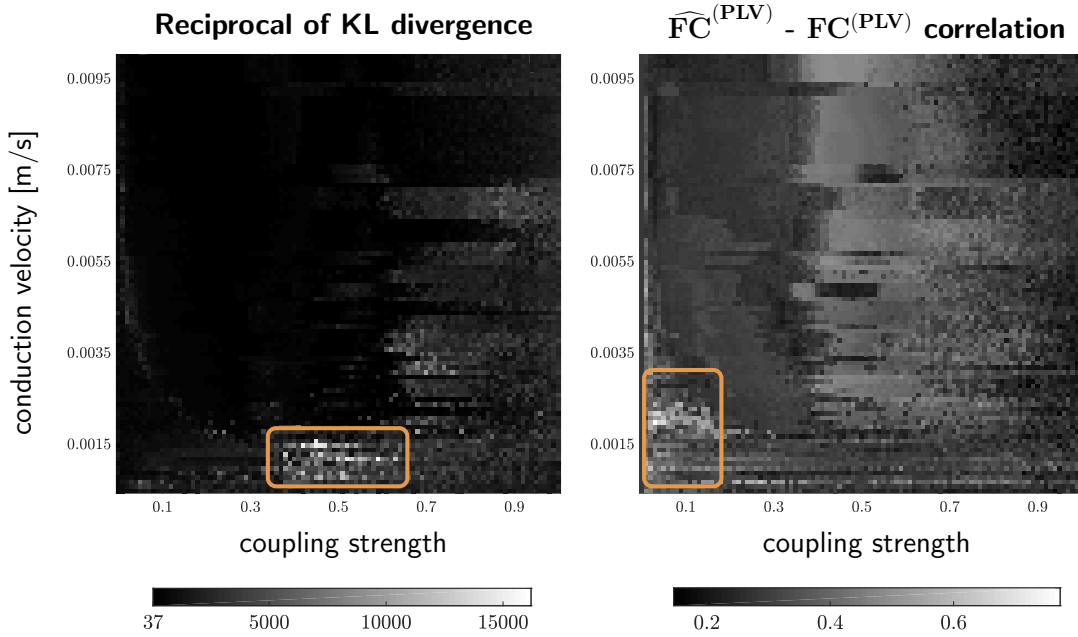 Reciprocal of KL divergence
F̂C^(PLV) - FC^(PLV) correlation
conduction velocity [m/s]
0.0095
0.0075
0.0055
0.0035
0.0015
0.1 0.3 0.5 0.7 0.9
coupling strength
37 5000 10000 15000
0.0095
0.0075
0.0055
0.0035
0.0015
0.1 0.3 0.5 0.7 0.9
coupling strength
0.2 0.4 0.6